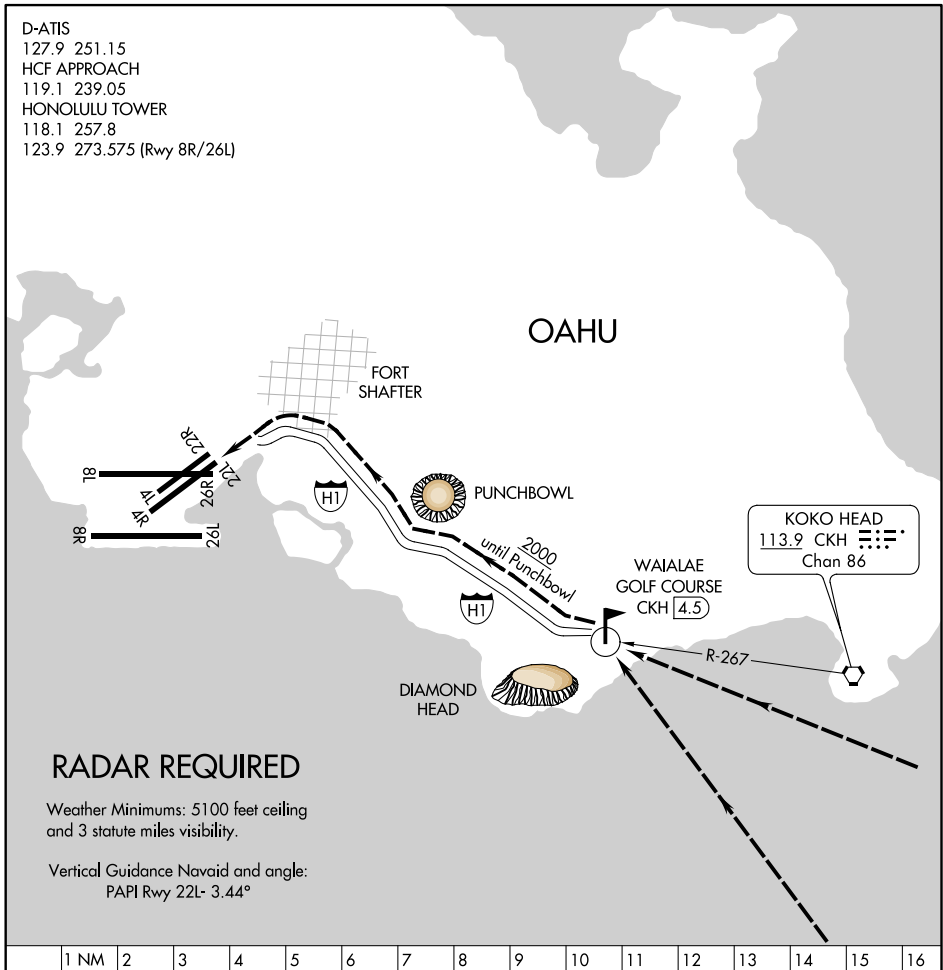 D-ATIS
127.9 251.15
HCF APPROACH
119.1 239.05
HONOLULU TOWER
118.1 257.8
123.9 273.575 (Rwy 8R/26L)
OAHU
FORT
SHAFTER
22R
22L
8L
26R
4L
4R
8R
26L
H1
PUNCHBOWL
2000
until Punchbowl
H1
WAIALAE
GOLF COURSE
CKH 4.5
KOKO HEAD
113.9 CKH
Chan 86
R-267
DIAMOND
HEAD
RADAR REQUIRED
Weather Minimums: 5100 feet ceiling
and 3 statute miles visibility.
Vertical Guidance Navaid and angle:
PAPI Rwy 22L- 3.44°
1 NM 2 3 4 5 6 7 8 9 10 11 12 13 14 15 16